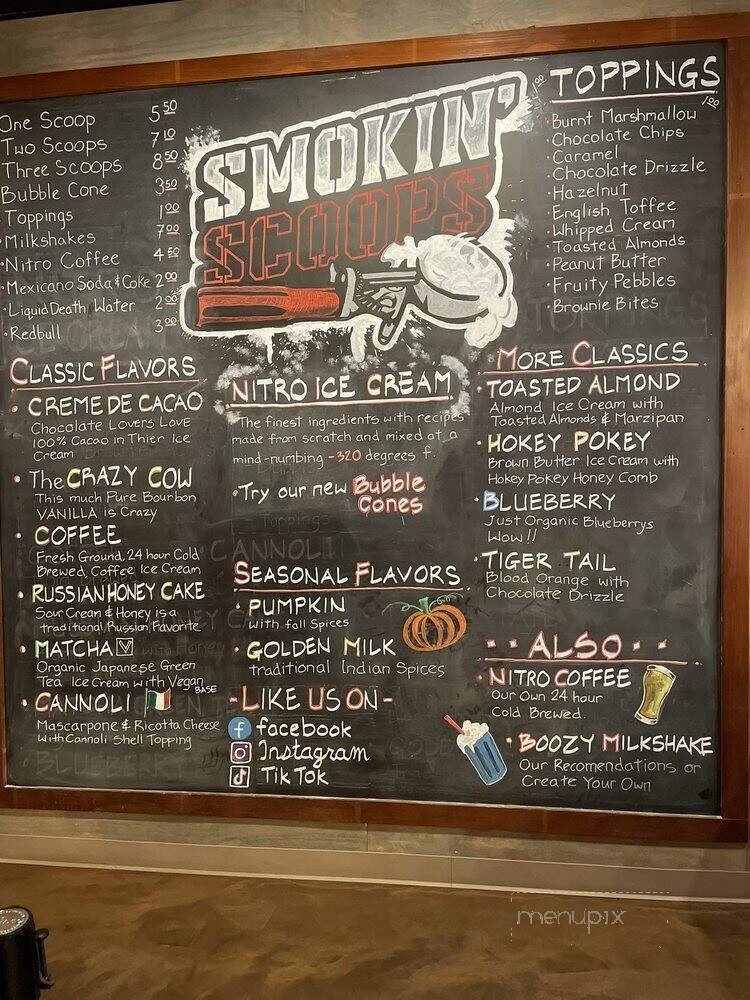 One Scoop 5 50
Two Scoops 7 10
Three Scoops 8 50
Bubble Cone 3 50
Toppings 1 00
• Milkshakes 7 00
• Nitro Coffee 4 50
• Mexicano Soda & Coke 2 00
• Liquid Death Water 2 00
• Redbull 3 00
CLASSIC FLAVORS
• CREME DE CACAO
Chocolate Lovers Love
100% Cacao in Thier Ice
Cream
• The CRAZY COW
This much Pure Bourbon
VANILLA is Crazy
• COFFEE
Fresh Ground, 24 hour Cold
Brewed, Coffee Ice Cream
• RUSSIAN HONEY CAKE
Sour Cream & Honey is a
traditional Russian Favorite
• MATCHA V
Organic Japanese Green
Tea Ice Cream with Vegan BASE
• CANNOLI
Mascarpone & Ricotta Cheese
with Cannoli Shell Topping
SMOKIN'
SCOOPS
NITRO ICE CREAM
The finest ingredients with recipes
made from scratch and mixed at a
mind-numbing -320 degrees f.
• Try our new Bubble
Cones
SEASONAL FLAVORS
• PUMPKIN
with fall Spices
• GOLDEN MILK
traditional Indian Spices
- LIKE US ON -
facebook
Instagram
TikTok
TOPPINGS
1.00
• Burnt Marshmallow
• Chocolate Chips
• Caramel
• Chocolate Drizzle
• Hazelnut
• English Toffee
• Whipped Cream
• Toasted Almonds
• Peanut Butter
• Fruity Pebbles
• Brownie Bites
MORE CLASSICS
• TOASTED ALMOND
Almond Ice Cream with
Toasted Almonds & Marzipan
• HOKEY POKEY
Brown Butter Ice Cream with
Hokey Pokey Honey Comb
• BLUEBERRY
Just Organic Blueberrys
Wow!!
• TIGER TAIL
Blood Orange with
Chocolate Drizzle
• • ALSO • •
• NITRO COFFEE
Our Own 24 hour
Cold Brewed.
• BOOZY MILKSHAKE
Our Recomendations or
Create Your Own
menupix